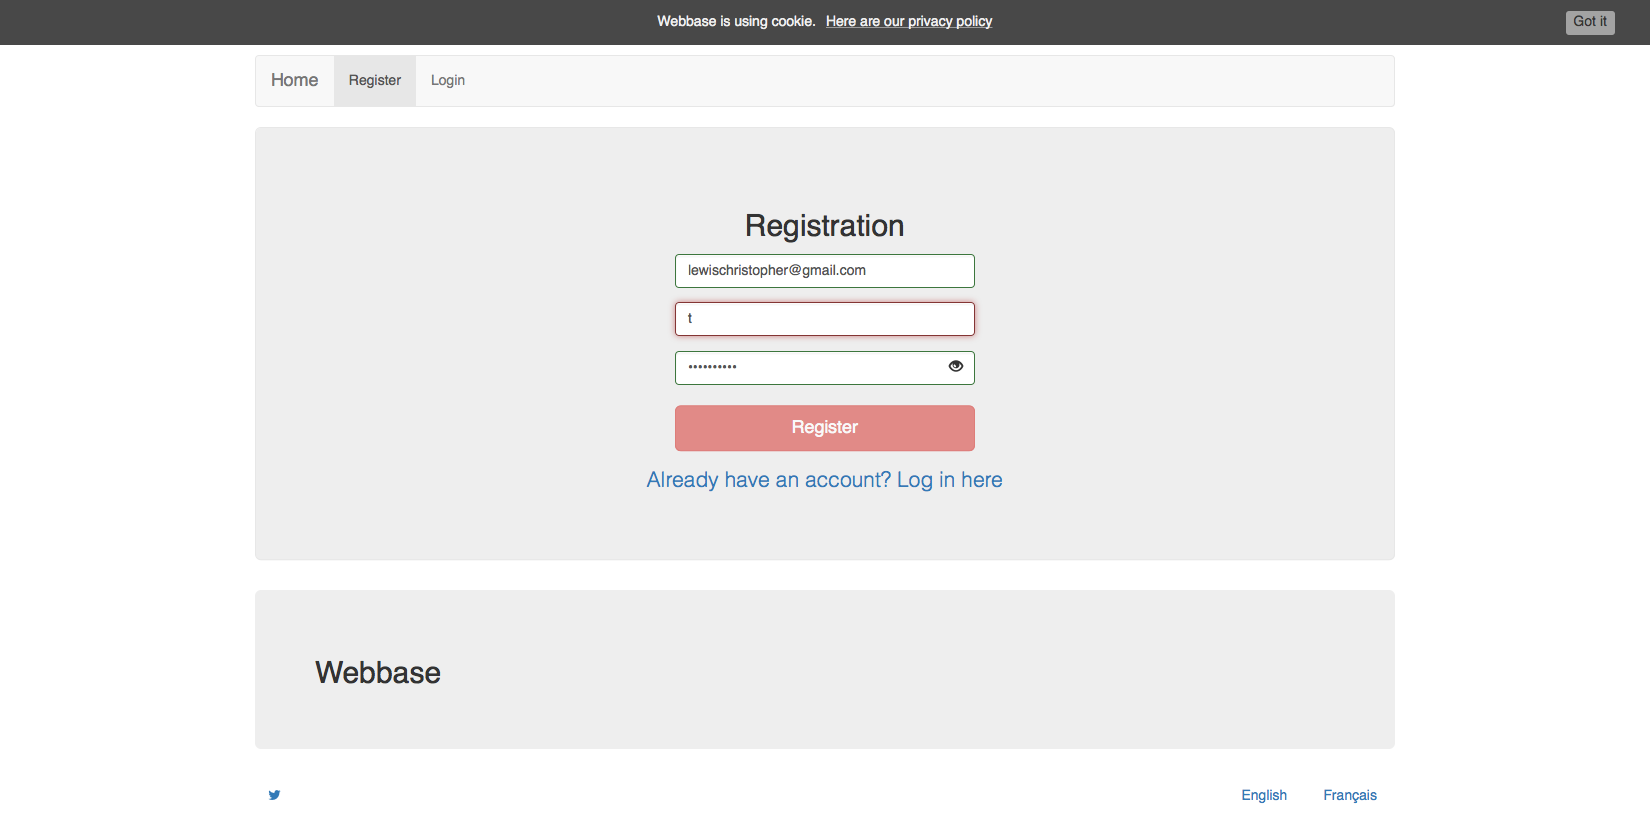 Webbase is using cookie. Here are our privacy policy
Got it
Home
Register
Login
Registration
lewischristopher@gmail.com
t
••••••••••
Register
Already have an account? Log in here
Webbase
English
Français